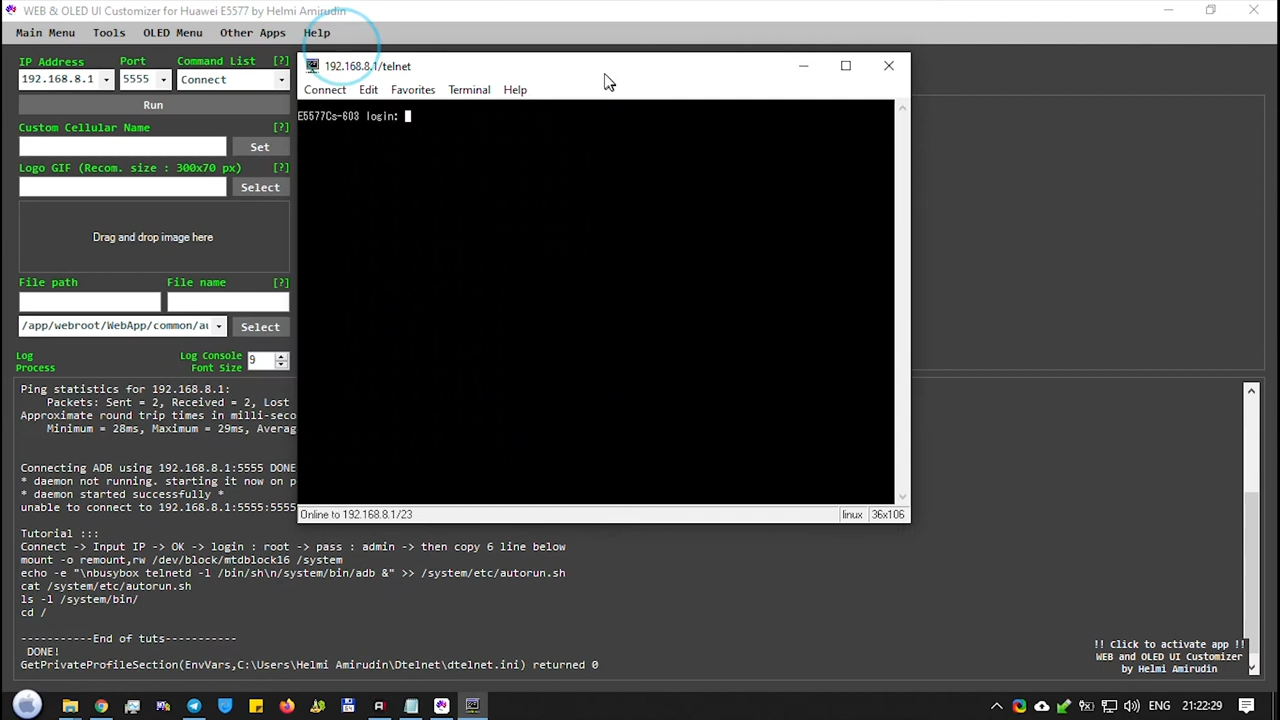 WEB & OLED UI Customizer for Huawei E5577 by Helmi Amirudin
Main Menu Tools OLED Menu Other Apps Help
IP Address Port Command List [?]
192.168.8.1 5555 Connect
Run
Custom Cellular Name [?]
Set
Logo GIF (Recom. size : 300x70 px) [?]
Select
Drag and drop image here
File path File name [?]
/app/webroot/WebApp/common/au Select
Log Process
Log Console Font Size 9
192.168.8.1/telnet
Connect Edit Favorites Terminal Help
E5577Cs-603 login:
Online to 192.168.8.1/23 linux 36x106
Ping statistics for 192.168.8.1:
Packets: Sent = 2, Received = 2, Lost
Approximate round trip times in milli-seco
Minimum = 28ms, Maximum = 29ms, Averag
Connecting ADB using 192.168.8.1:5555 DONE
* daemon not running. starting it now on p
* daemon started successfully *
unable to connect to 192.168.8.1:5555:5555
Tutorial :::
Connect -> Input IP -> OK -> login : root -> pass : admin -> then copy 6 line below
mount -o remount,rw /dev/block/mtdblock16 /system
echo -e "\nbusybox telnetd -l /bin/sh\n/system/bin/adb &" >> /system/etc/autorun.sh
cat /system/etc/autorun.sh
ls -l /system/bin/
cd /
-----------End of tuts-----------
DONE!
GetPrivateProfileSection(EnvVars,C:\Users\Helmi Amirudin\Dtelnet\dtelnet.ini) returned 0
!! Click to activate app !!
WEB and OLED UI Customizer
by Helmi Amirudin
ENG 21:22:29